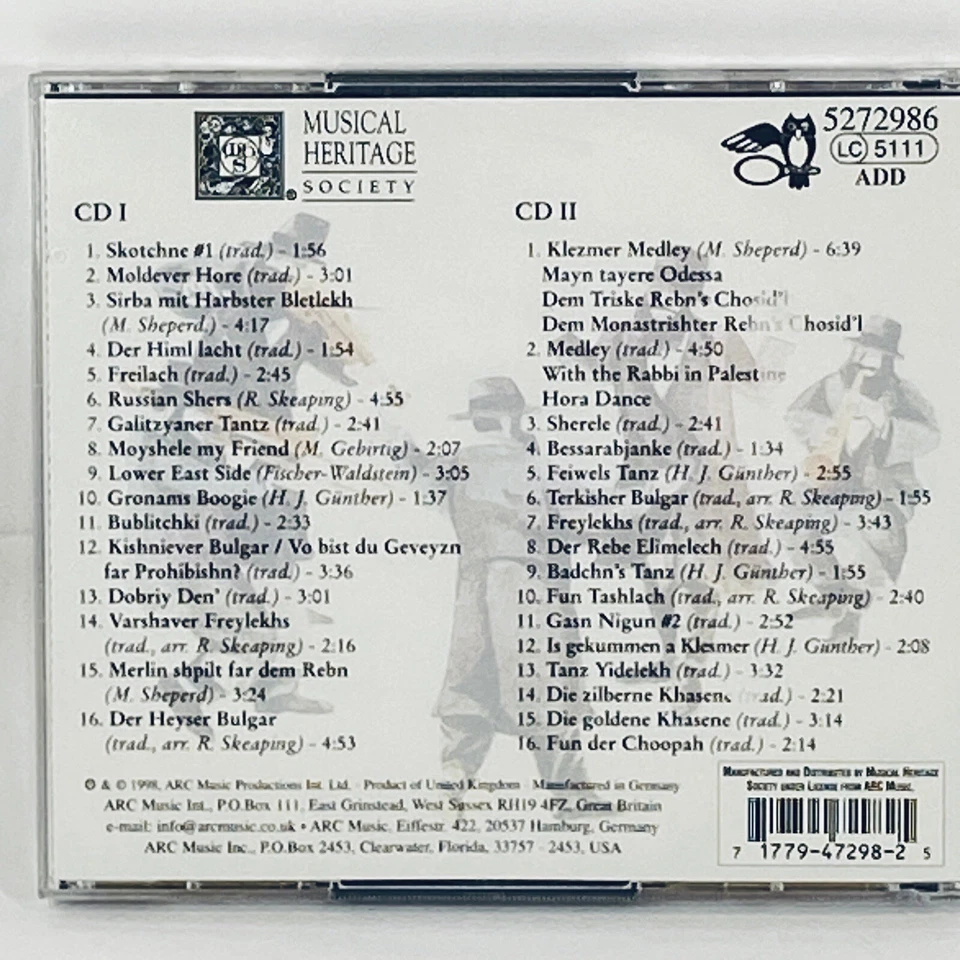 MUSICAL
HERITAGE
SOCIETY
5272986
LC 5111
ADD
CD I
1. Skotchne #1 (trad.) - 1:56
2. Moldever Hore (trad.) - 3:01
3. Sirba mit Harbster Bletlekh
(M. Sheperd.) - 4:17
4. Der Himl lacht (trad.) - 1:54
5. Freilach (trad.) - 2:45
6. Russian Shers (R. Skeaping) - 4:55
7. Galitzyaner Tantz (trad.) - 2:41
8. Moyshele my Friend (M. Gebirtig) - 2:07
9. Lower East Side (Fischer-Waldstein) - 3:05
10. Gronams Boogie (H. J. Günther) - 1:37
11. Bublitchki (trad.) - 2:33
12. Kishniever Bulgar / Vo bist du Geveyzn
far Prohibishn? (trad.) - 3:36
13. Dobriy Den' (trad.) - 3:01
14. Varshaver Freylekhs
(trad., arr. R. Skeaping) - 2:16
15. Merlin shpilt far dem Rebn
(M. Sheperd) - 3:24
16. Der Heyser Bulgar
(trad., arr. R. Skeaping) - 4:53
CD II
1. Klezmer Medley (M. Sheperd) - 6:39
Mayn tayere Odessa
Dem Triske Rebn's Chosid'l
Dem Monastrishter Rebn's Chosid'l
2. Medley (trad.) - 4:50
With the Rabbi in Palestine
Hora Dance
3. Sherele (trad.) - 2:41
4. Bessarabjanke (trad.) - 1:34
5. Feiwels Tanz (H. J. Günther) - 2:55
6. Terkisher Bulgar (trad., arr. R. Skeaping) - 1:55
7. Freylekhs (trad., arr. R. Skeaping) - 3:43
8. Der Rebe Elimelech (trad.) - 4:55
9. Badchn's Tanz (H. J. Günther) - 1:55
10. Fun Tashlach (trad., arr. R. Skeaping) - 2:40
11. Gasn Nigun #2 (trad.) - 2:52
12. Is gekummen a Klesmer (H. J. Günther) - 2:08
13. Tanz Yidelekh (trad.) - 3:32
14. Die zilberne Khasene (trad.) - 2:21
15. Die goldene Khasene (trad.) - 3:14
16. Fun der Choopah (trad.) - 2:14
℗ & © 1998, ARC Music Productions Int. Ltd. · Product of United Kingdom · Manufactured in Germany
ARC Music Int., P.O.Box 111, East Grinstead, West Sussex RH19 4FZ, Great Britain
e-mail: info@arcmusic.co.uk • ARC Music, Eiffestr. 422, 20537 Hamburg, Germany
ARC Music Inc., P.O.Box 2453, Clearwater, Florida, 33757 - 2453, USA
Manufactured and Distributed by Musical Heritage
Society under License from ARC Music.
7 17794-47298-2 5